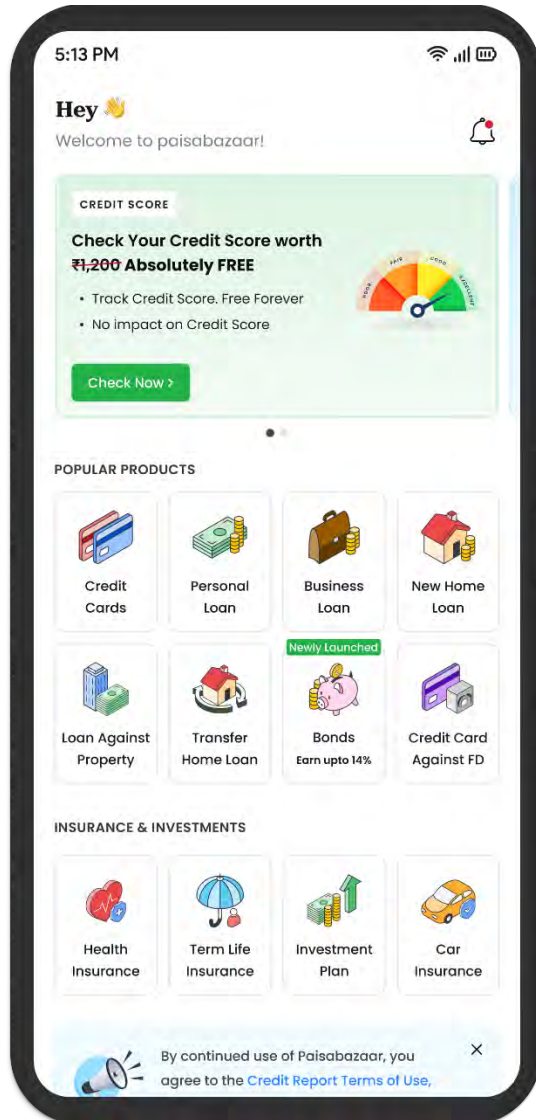 5:13 PM
Hey 👋
Welcome to paisabazaar!
CREDIT SCORE
Check Your Credit Score worth
₹1,200 Absolutely FREE
• Track Credit Score. Free Forever
• No impact on Credit Score
Check Now >
POOR FAIR GOOD EXCELLENT
POPULAR PRODUCTS
Credit
Cards
Personal
Loan
Business
Loan
New Home
Loan
Loan Against
Property
Transfer
Home Loan
Newly Launched
Bonds
Earn upto 14%
Credit Card
Against FD
INSURANCE & INVESTMENTS
Health
Insurance
Term Life
Insurance
Investment
Plan
Car
Insurance
By continued use of Paisabazaar, you
agree to the Credit Report Terms of Use,